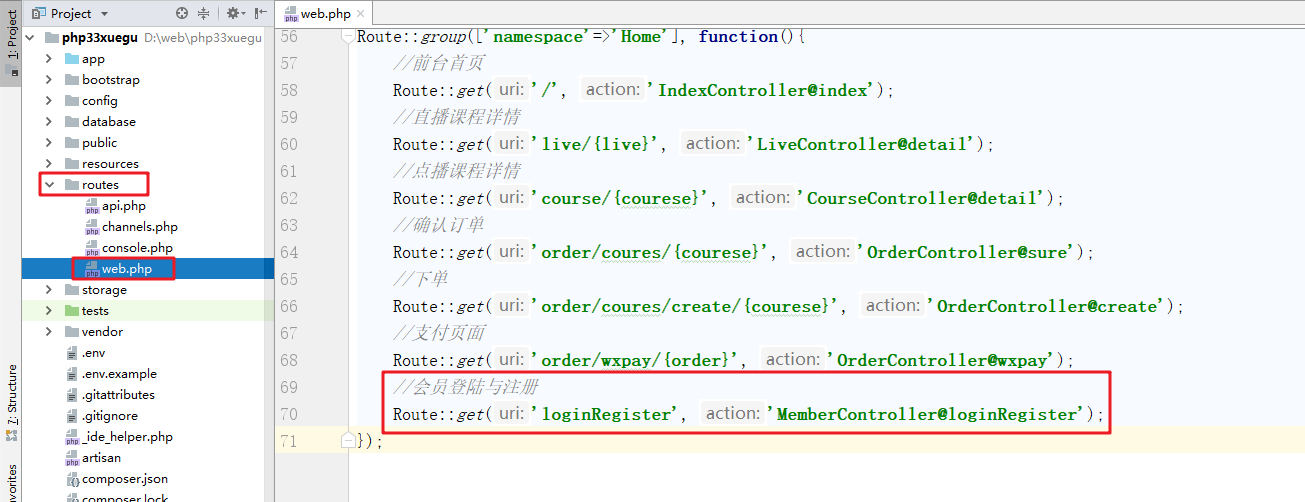 Project
web.php
1: Project
7: Structure
vorites
php33xuegu D:\web\php33xuegu
app
bootstrap
config
database
public
resources
routes
api.php
channels.php
console.php
web.php
storage
tests
vendor
.env
.env.example
.gitattributes
.gitignore
_ide_helper.php
artisan
composer.json
composer.lock
56 Route::group(['namespace'=>'Home'], function(){
57 //前台首页
58 Route::get( uri: '/', action: 'IndexController@index');
59 //直播课程详情
60 Route::get( uri: 'live/{live}', action: 'LiveController@detail');
61 //点播课程详情
62 Route::get( uri: 'course/{courese}', action: 'CourseController@detail');
63 //确认订单
64 Route::get( uri: 'order/coures/{courese}', action: 'OrderController@sure');
65 //下单
66 Route::get( uri: 'order/coures/create/{courese}', action: 'OrderController@create');
67 //支付页面
68 Route::get( uri: 'order/wxpay/{order}', action: 'OrderController@wxpay');
69 //会员登陆与注册
70 Route::get( uri: 'loginRegister', action: 'MemberController@loginRegister');
71 });